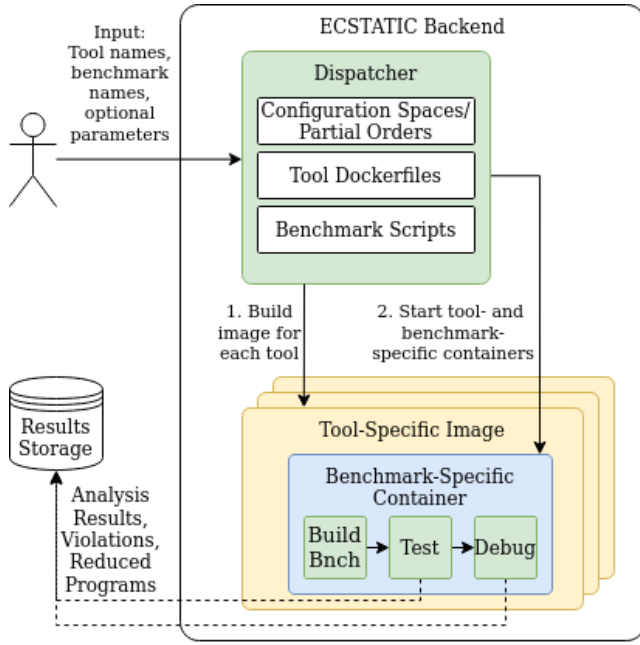 ECSTATIC Backend
Input:
Tool names,
benchmark
names,
optional
parameters
Dispatcher
Configuration Spaces/
Partial Orders
Tool Dockerfiles
Benchmark Scripts
1. Build
image for
each tool
2. Start tool- and
benchmark-
specific containers
Results
Storage
Tool-Specific Image
Benchmark-Specific
Container
Build
Bnch
Test
Debug
Analysis
Results,
Violations,
Reduced
Programs